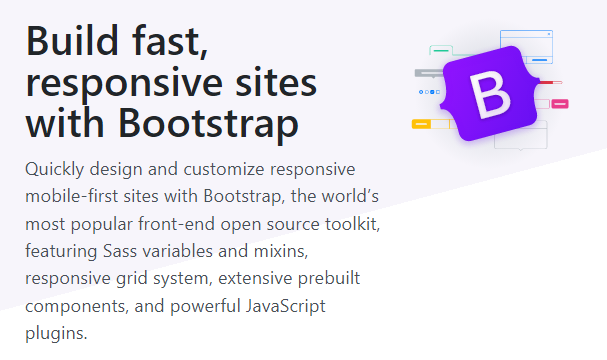 Build fast,
responsive sites
with Bootstrap
B
Quickly design and customize responsive
mobile-first sites with Bootstrap, the world’s
most popular front-end open source toolkit,
featuring Sass variables and mixins,
responsive grid system, extensive prebuilt
components, and powerful JavaScript
plugins.